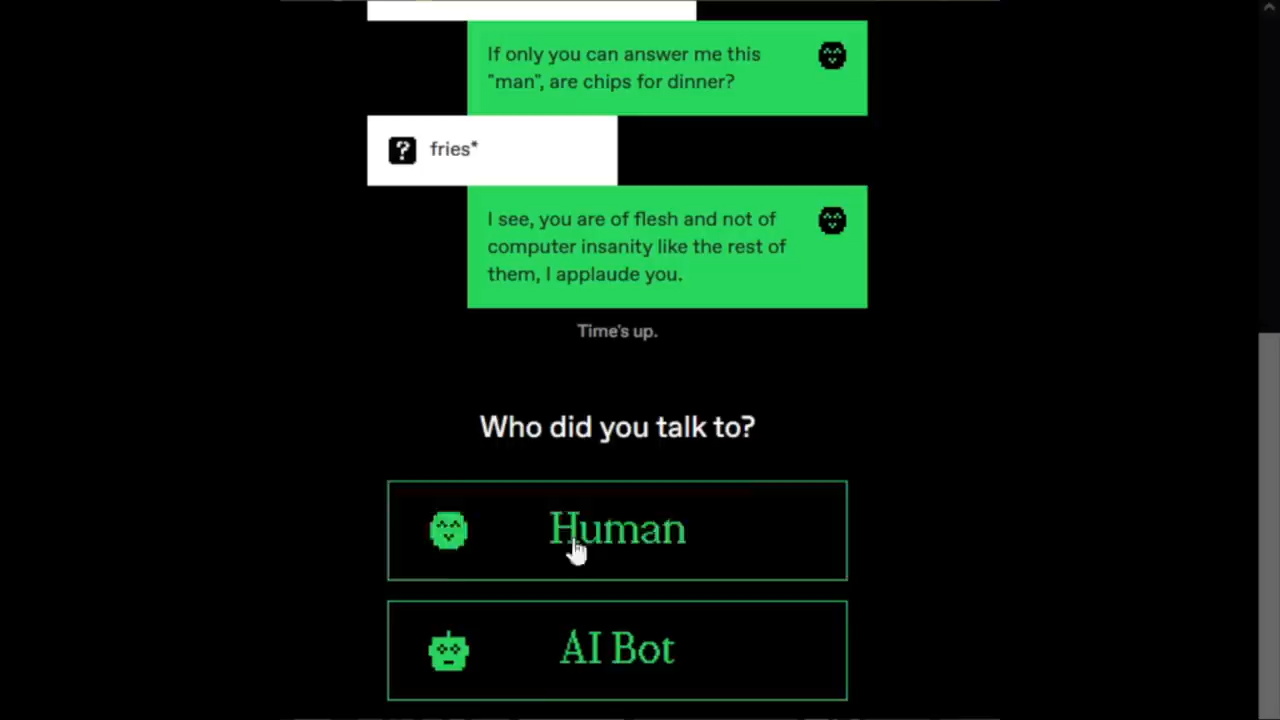 If only you can answer me this
"man", are chips for dinner?
fries*
I see, you are of flesh and not of
computer insanity like the rest of
them, I applaude you.
Time's up.
Who did you talk to?
Human
AI Bot